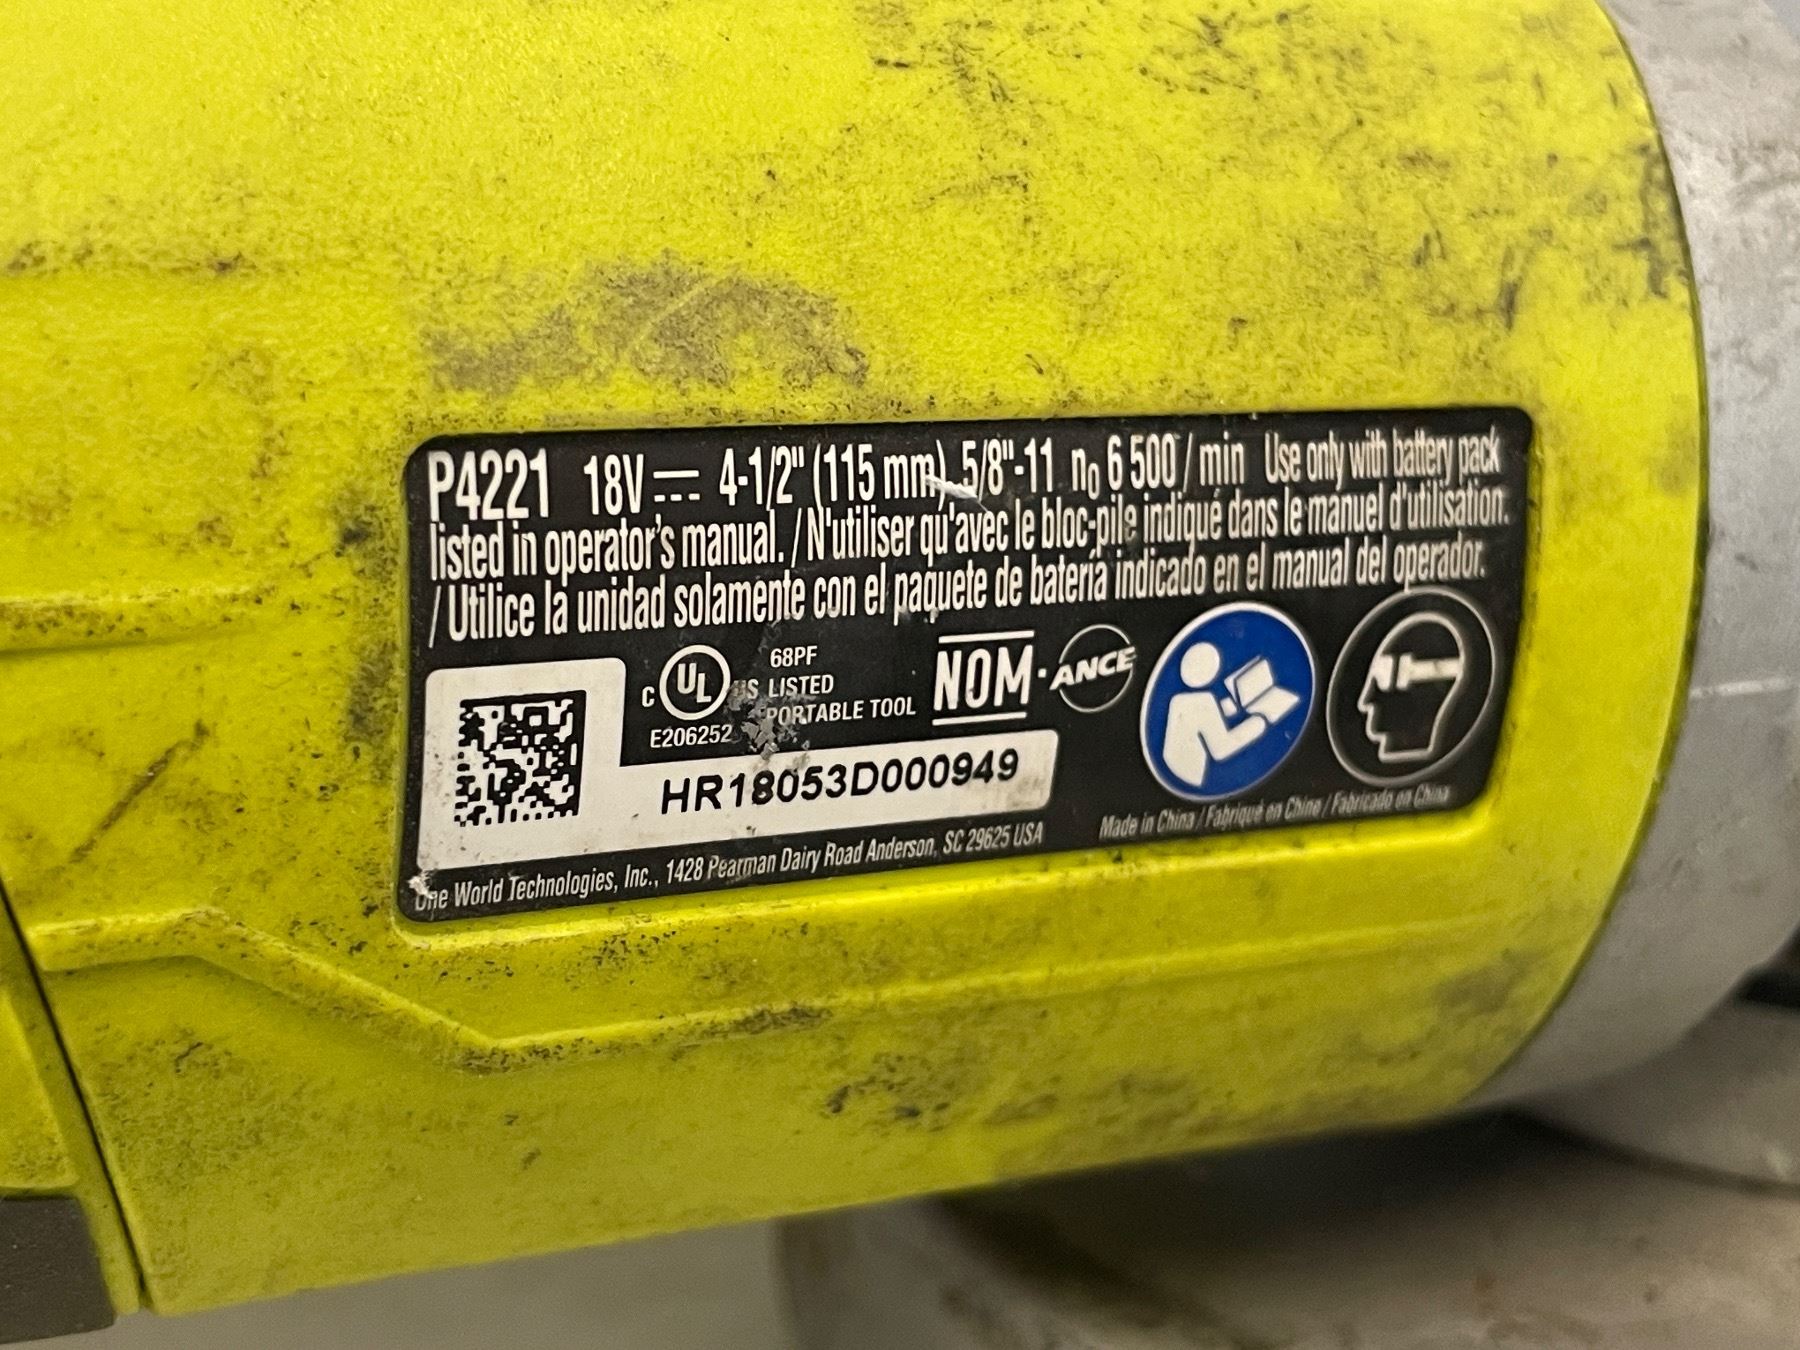 P4221 18V 4-1/2" (115 mm) 5/8"-11 n₀ 6 500 / min Use only with battery pack
listed in operator's manual. / N'utiliser qu'avec le bloc-pile indiqué dans le manuel d'utilisation.
/ Utilice la unidad solamente con el paquete de batería indicado en el manual del operador.
C UL US
68PF
LISTED
PORTABLE TOOL
E206252
NOM·ANCE
HR18053D000949
One World Technologies, Inc., 1428 Pearman Dairy Road Anderson, SC 29625 USA
Made in China / Fabriqué en Chine / Fabricado en China